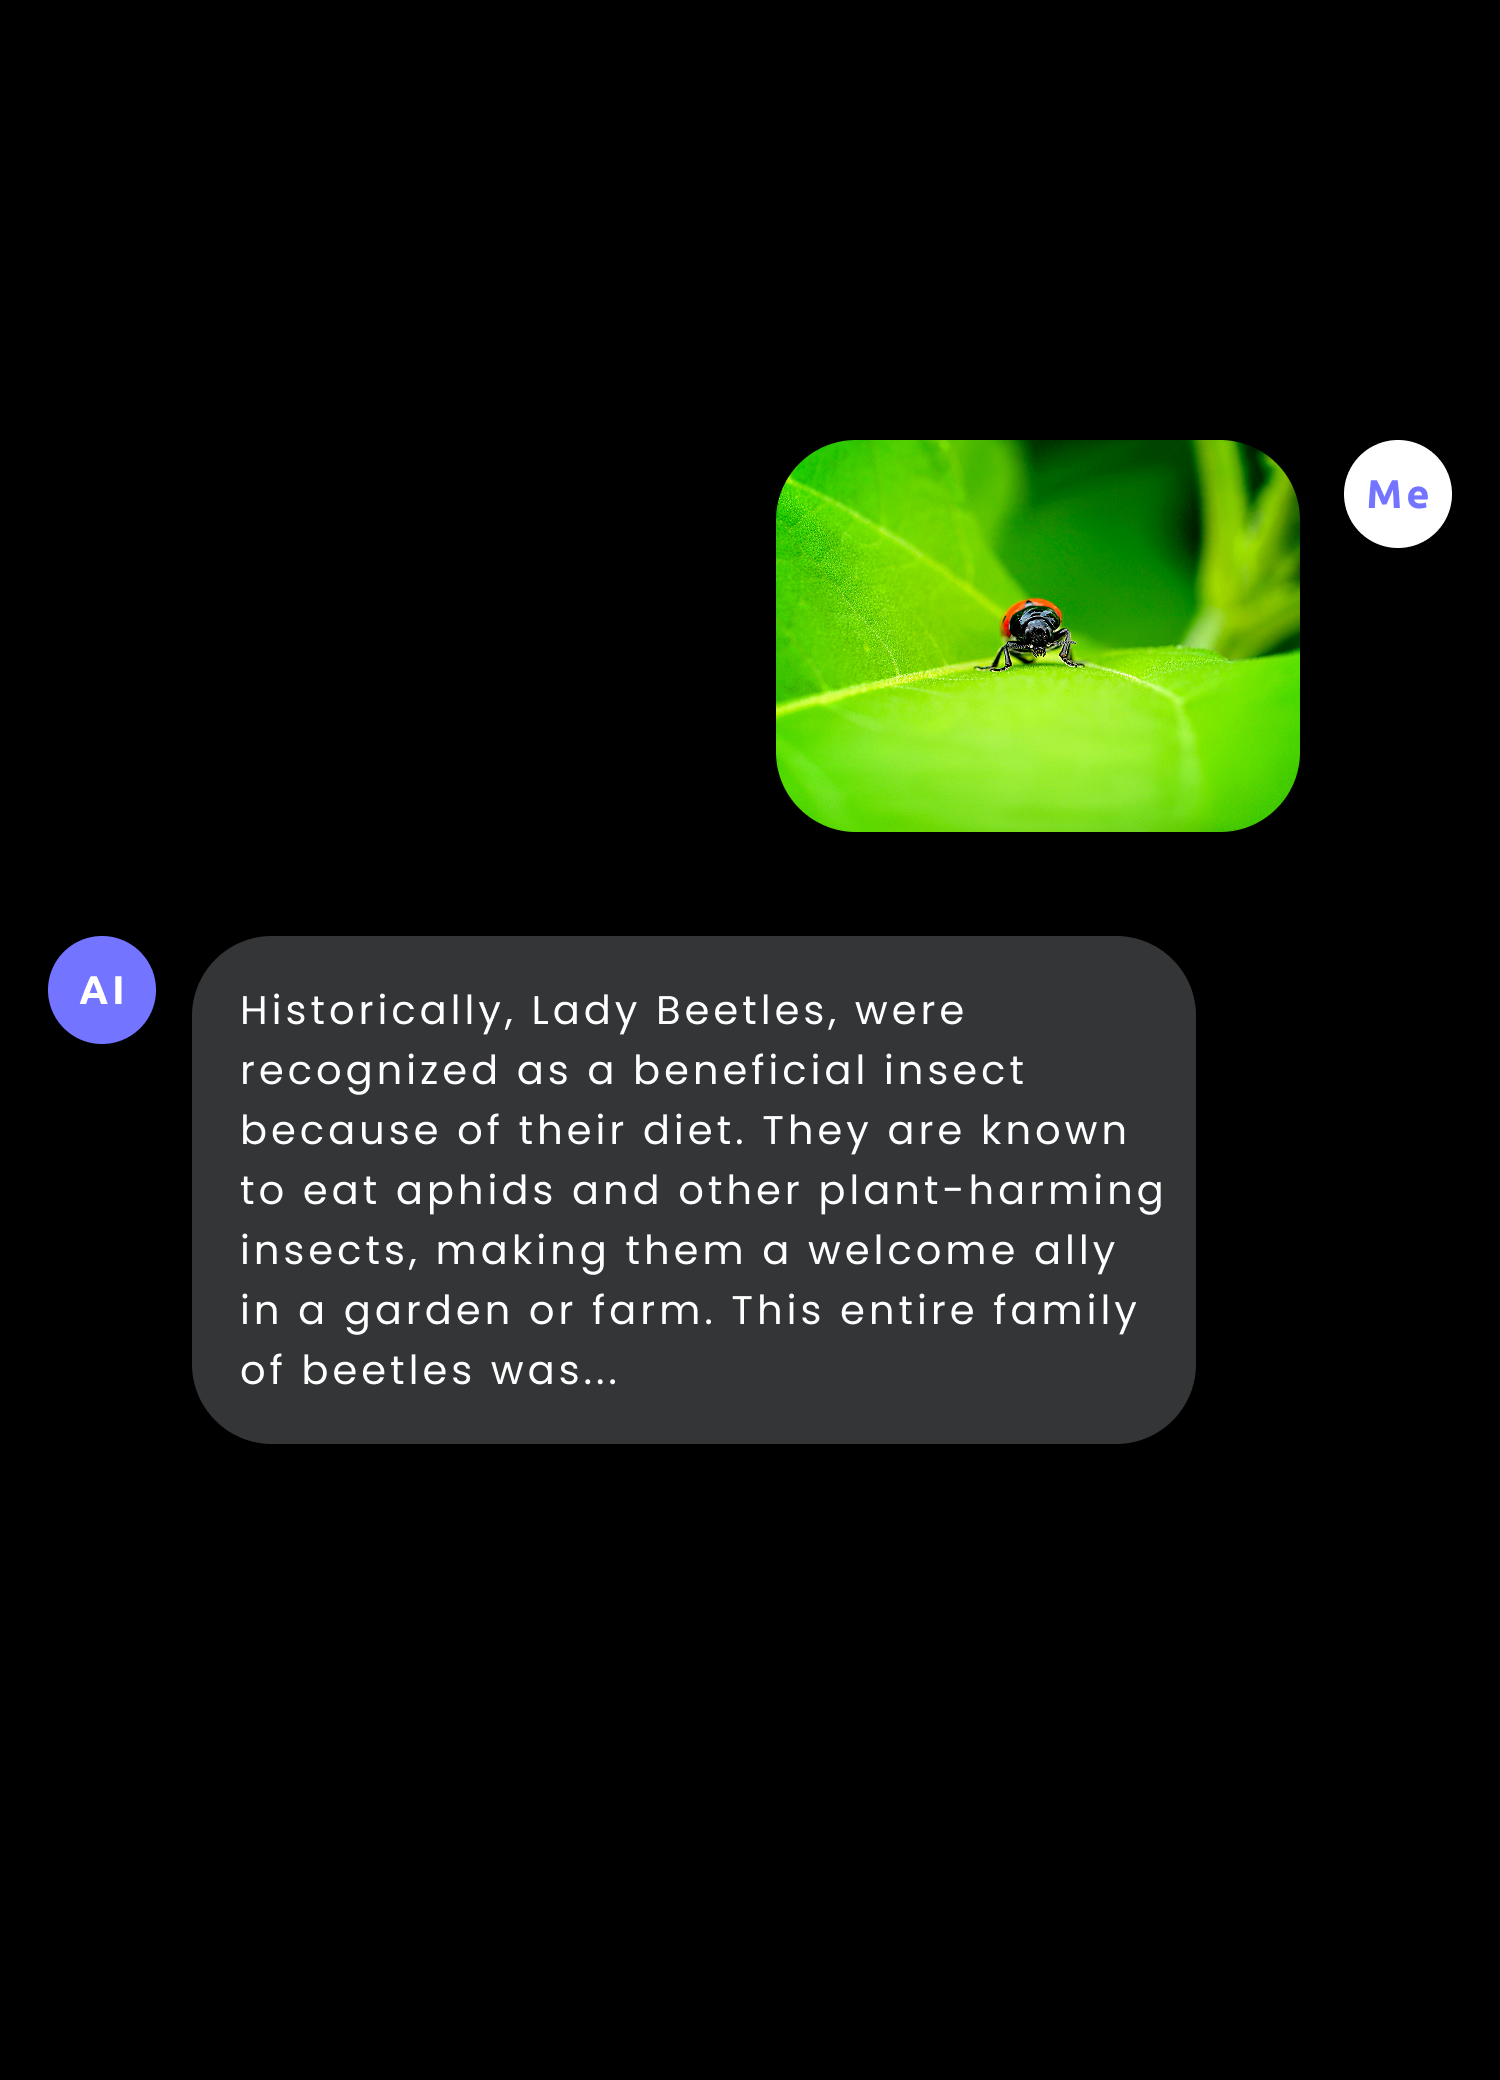 Me
AI
Historically, Lady Beetles, were
recognized as a beneficial insect
because of their diet. They are known
to eat aphids and other plant-harming
insects, making them a welcome ally
in a garden or farm. This entire family
of beetles was...